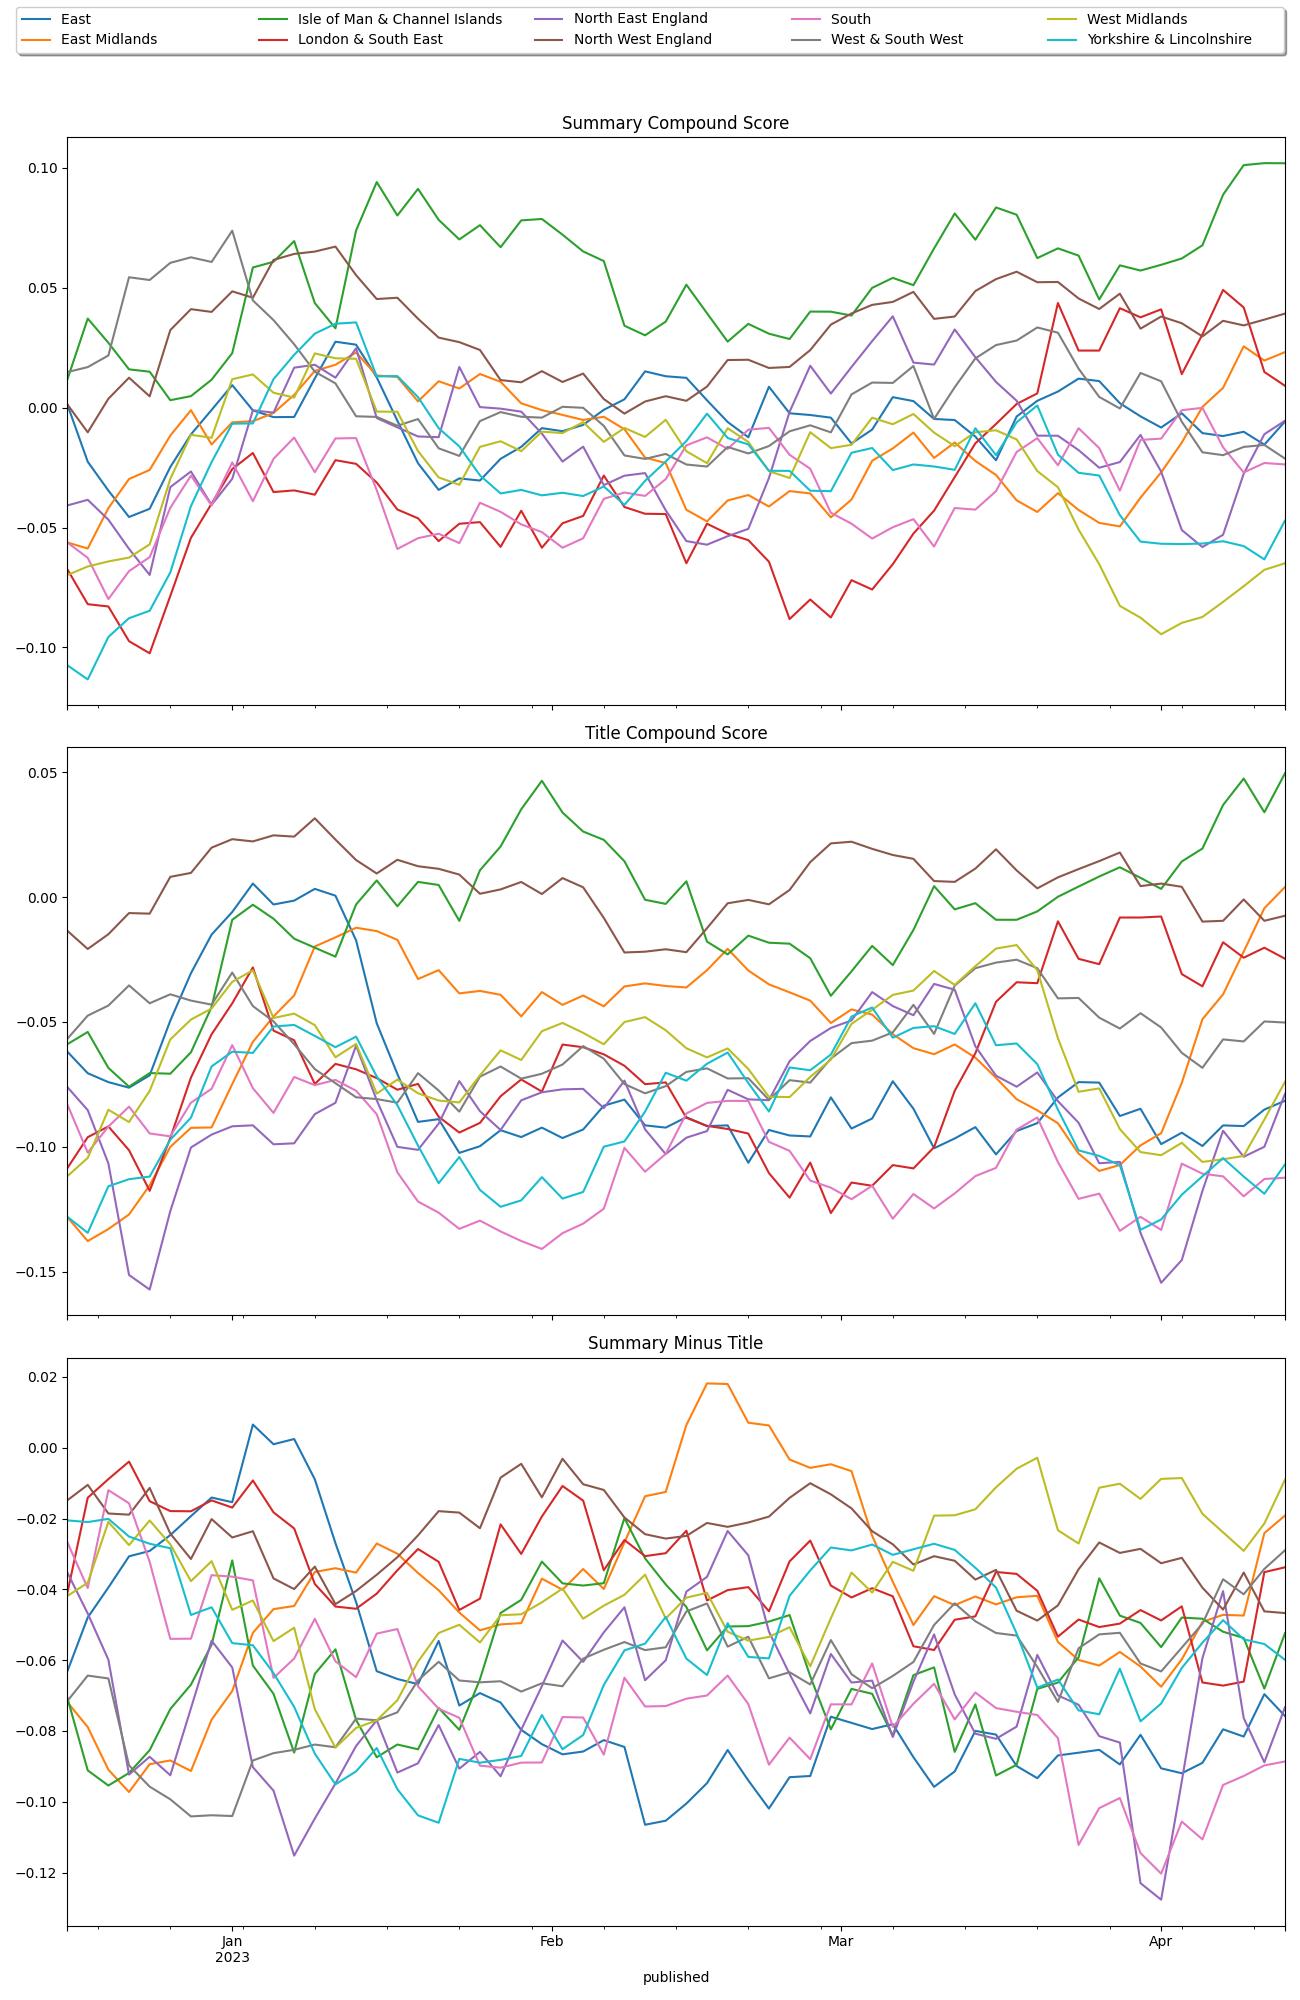 East
Isle of Man & Channel Islands
North East England
South
West Midlands
East Midlands
London & South East
North West England
West & South West
Yorkshire & Lincolnshire
Summary Compound Score
0.10
0.05
0.00
−0.05
−0.10
Title Compound Score
0.05
0.00
−0.05
−0.10
−0.15
Summary Minus Title
0.02
0.00
−0.02
−0.04
−0.06
−0.08
−0.10
−0.12
Jan
2023
Feb
Mar
Apr
published